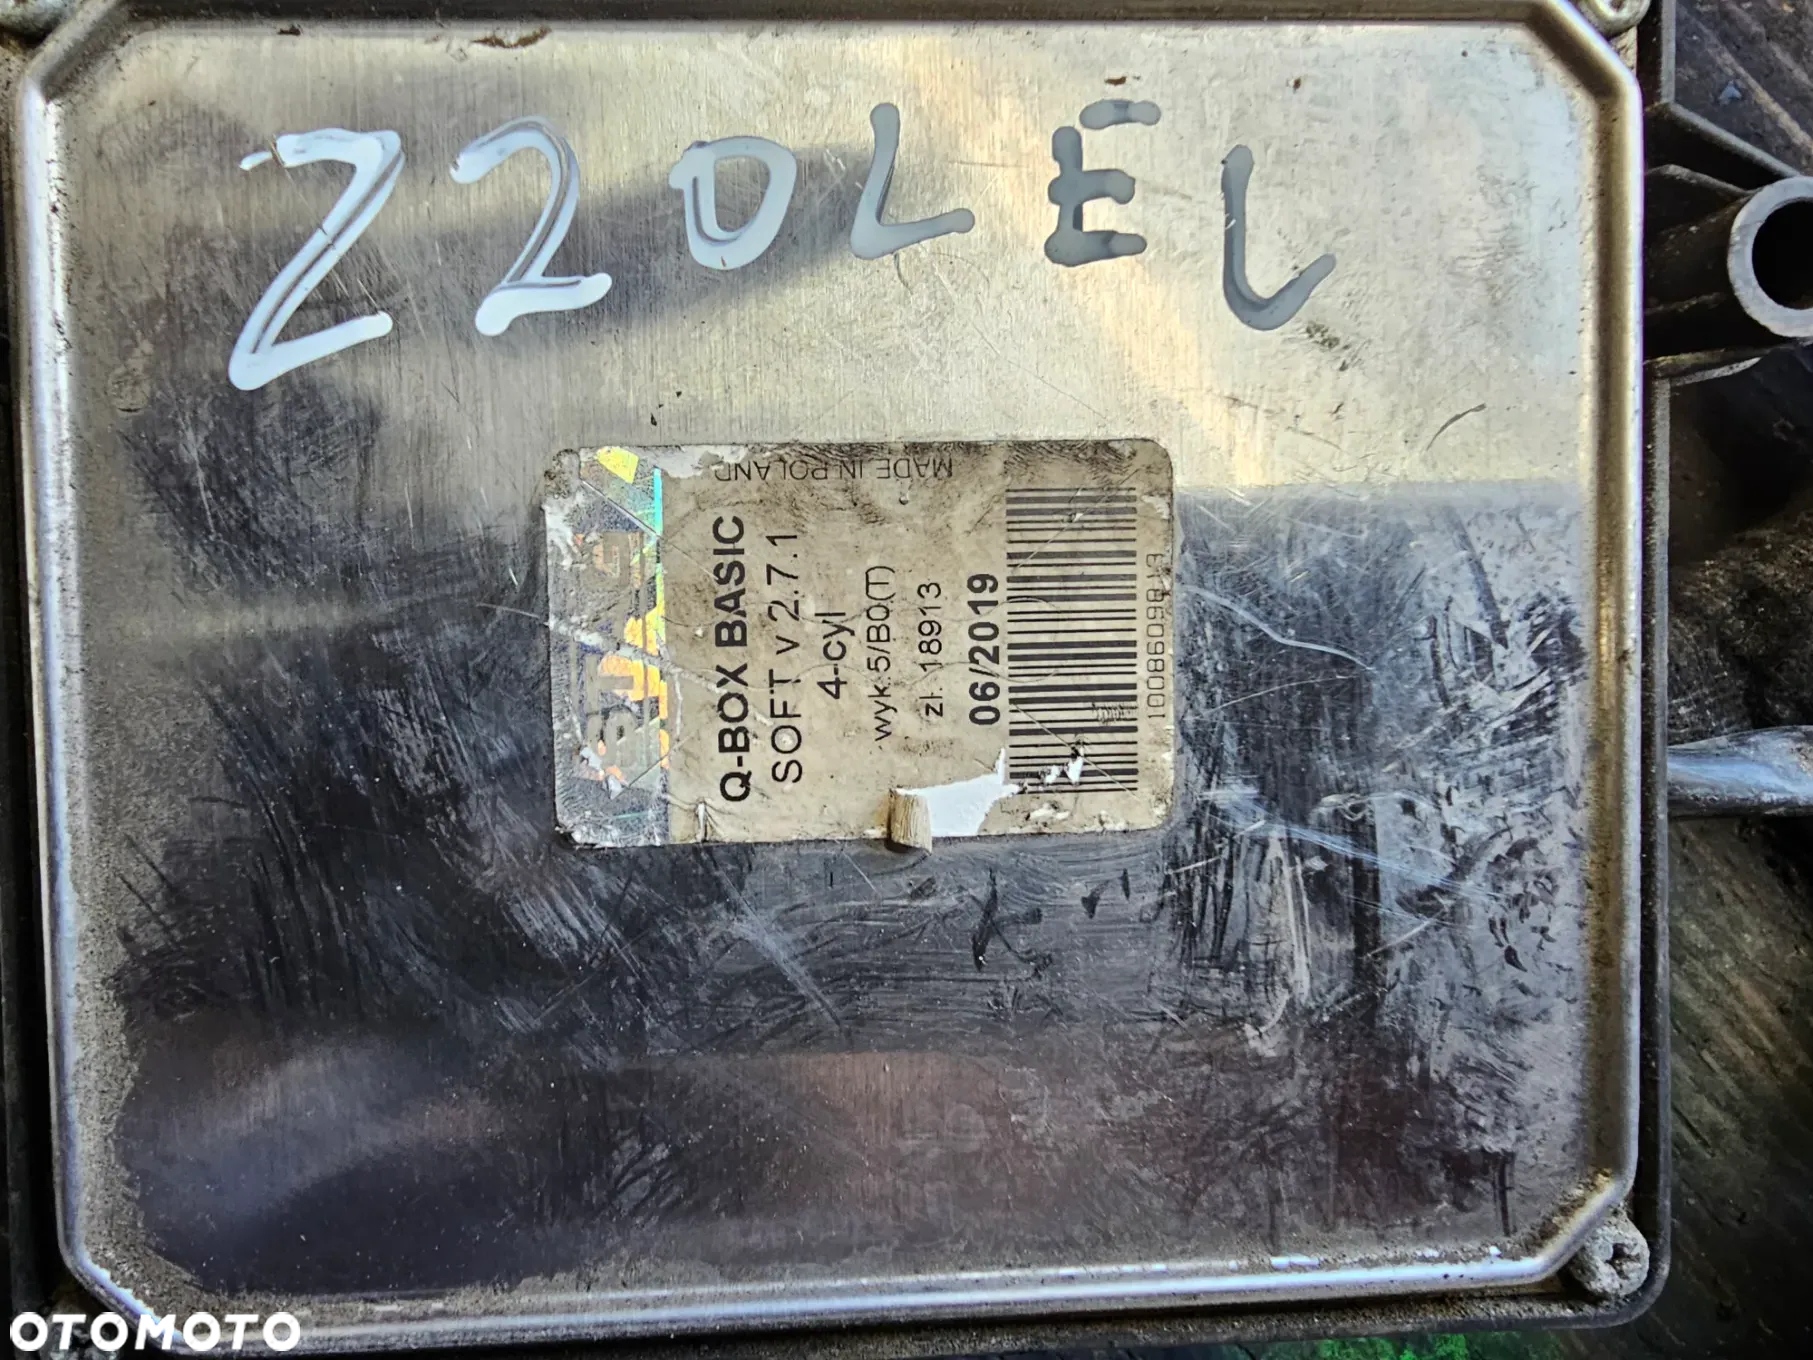 Z20LEL
MADE IN POLAND
Q-BOX BASIC
SOFT v 2.7.1
4-cyl
wyk.5/B0(T)
zł. 18913
06/2019
OTOMOTO